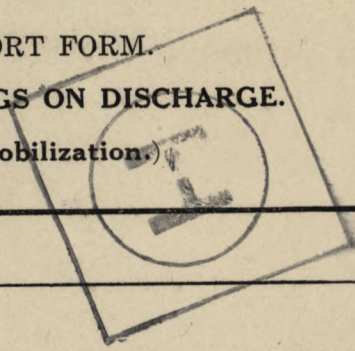 ORT FORM.
GS ON DISCHARGE.
obilization.)
I